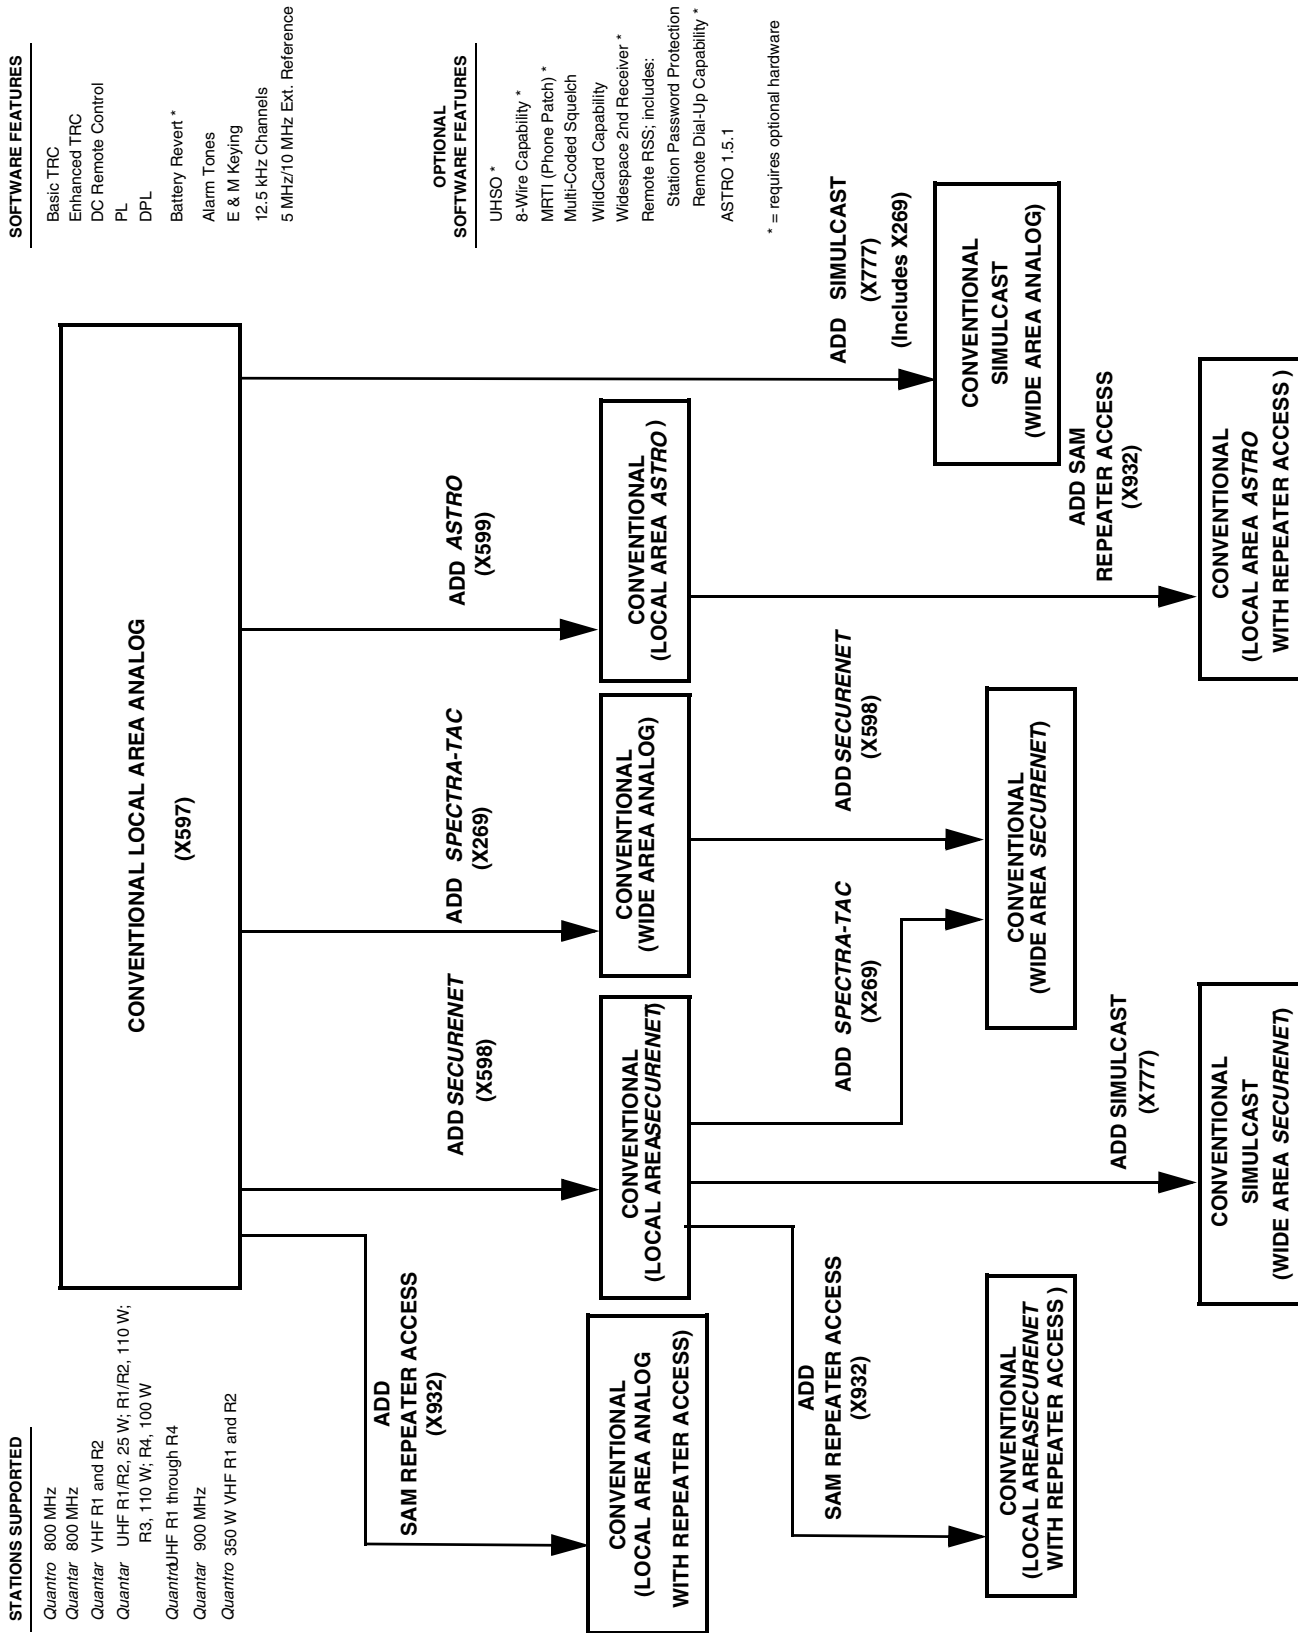 STATIONS SUPPORTED
Quantro 800 MHz
Quantar 800 MHz
Quantar VHF R1 and R2
Quantar UHF R1/R2, 25 W; R1/R2, 110 W;
R3, 110 W; R4, 100 W
Quantro UHF R1 through R4
Quantar 900 MHz
Quantro 350 W VHF R1 and R2
CONVENTIONAL LOCAL AREA ANALOG
(X597)
SOFTWARE FEATURES
Basic TRC
Enhanced TRC
DC Remote Control
PL
DPL
Battery Revert *
Alarm Tones
E & M Keying
12.5 kHz Channels
5 MHz/10 MHz Ext. Reference
OPTIONAL
SOFTWARE FEATURES
UHSO *
8-Wire Capability *
MRTI (Phone Patch) *
Multi-Coded Squelch
WildCard Capability
Widespace 2nd Receiver *
Remote RSS; includes:
Station Password Protection
Remote Dial-Up Capability *
ASTRO 1.5.1
* = requires optional hardware
ADD
SAM REPEATER ACCESS
(X932)
ADD SECURENET
(X598)
ADD SPECTRA-TAC
(X269)
ADD ASTRO
(X599)
ADD SIMULCAST
(X777)
(Includes X269)
CONVENTIONAL
(LOCAL AREA ANALOG
WITH REPEATER ACCESS)
CONVENTIONAL
(LOCAL AREA SECURENET)
CONVENTIONAL
(WIDE AREA ANALOG)
CONVENTIONAL
(LOCAL AREA ASTRO)
CONVENTIONAL
SIMULCAST
(WIDE AREA ANALOG)
ADD
SAM REPEATER ACCESS
(X932)
ADD SPECTRA-TAC
(X269)
ADD SECURENET
(X598)
CONVENTIONAL
(LOCAL AREA SECURENET
WITH REPEATER ACCESS )
CONVENTIONAL
(WIDE AREA SECURENET)
ADD SIMULCAST
(X777)
ADD SAM
REPEATER ACCESS
(X932)
CONVENTIONAL
SIMULCAST
(WIDE AREA SECURENET)
CONVENTIONAL
(LOCAL AREA ASTRO
WITH REPEATER ACCESS )